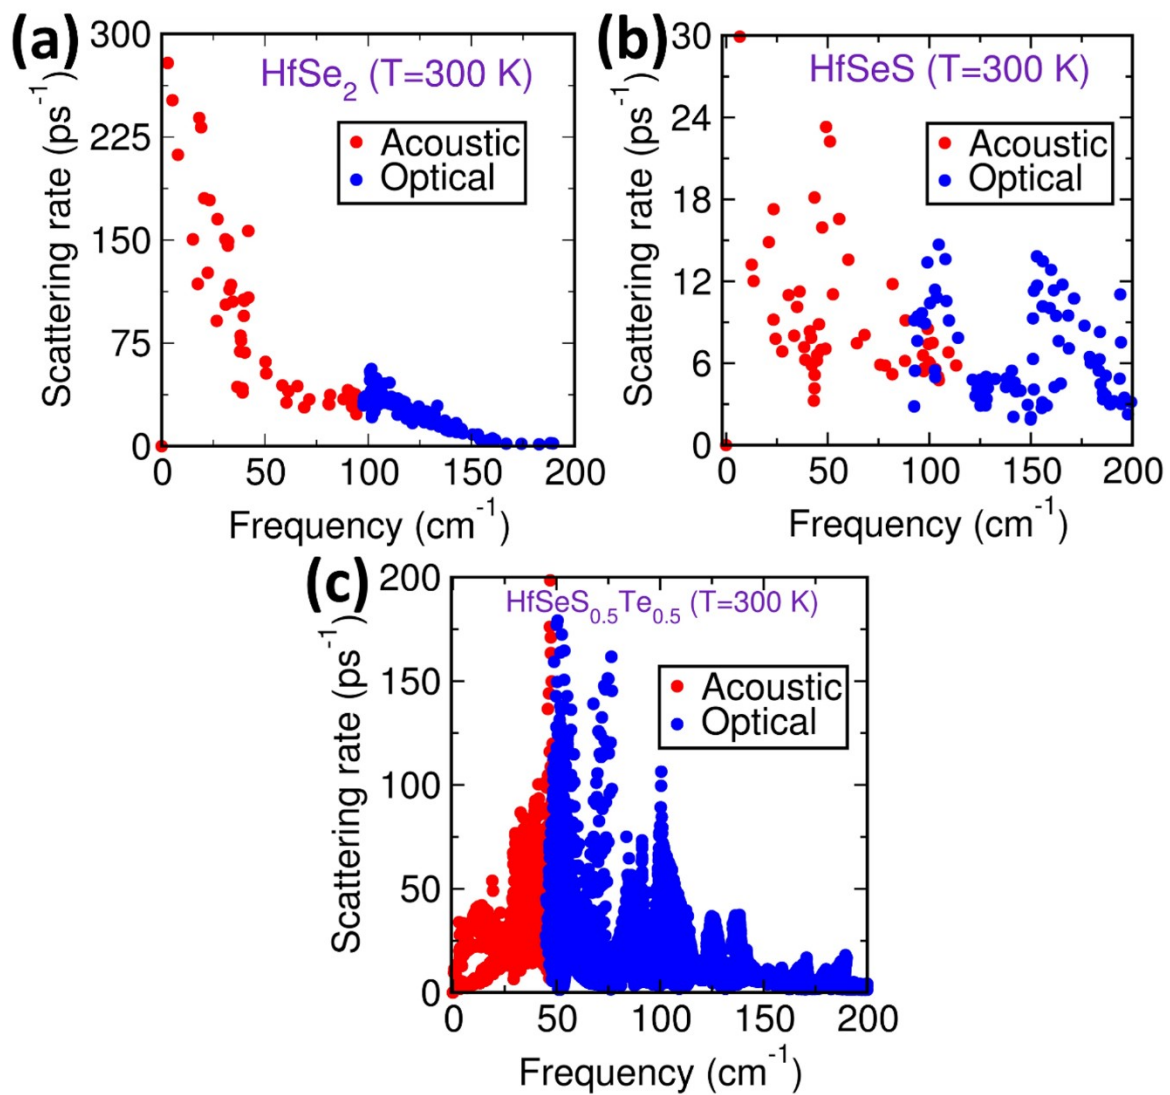 (a)
HfSe2 (T=300 K)
Acoustic
Optical
Scattering rate (ps-1)
300
225
150
75
0
0 50 100 150 200
Frequency (cm-1)
(b)
HfSeS (T=300 K)
Acoustic
Optical
Scattering rate (ps-1)
30
24
18
12
6
0
0 50 100 150 200
Frequency (cm-1)
(c)
HfSeS0.5Te0.5 (T=300 K)
Acoustic
Optical
Scattering rate (ps-1)
200
150
100
50
0
0 50 100 150 200
Frequency (cm-1)